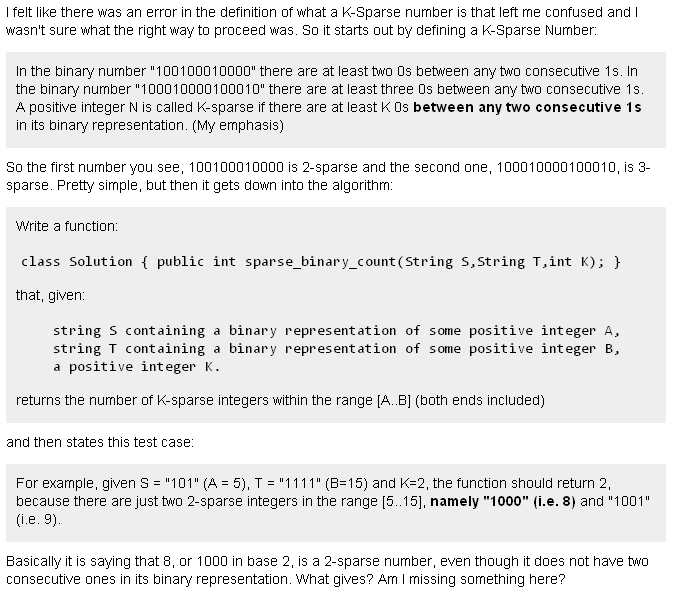 I felt like there was an error in the definition of what a K-Sparse number is that left me confused and I
wasn't sure what the right way to proceed was. So it starts out by defining a K-Sparse Number:
In the binary number "100100010000" there are at least two 0s between any two consecutive 1s. In
the binary number "100010000100010" there are at least three 0s between any two consecutive 1s.
A positive integer N is called K-sparse if there are at least K 0s between any two consecutive 1s
in its binary representation. (My emphasis)
So the first number you see, 100100010000 is 2-sparse and the second one, 100010000100010, is 3-
sparse. Pretty simple, but then it gets down into the algorithm:
Write a function:
class Solution { public int sparse_binary_count(String S,String T,int K); }
that, given:
string S containing a binary representation of some positive integer A,
string T containing a binary representation of some positive integer B,
a positive integer K.
returns the number of K-sparse integers within the range [A..B] (both ends included)
and then states this test case:
For example, given S = "101" (A = 5), T = "1111" (B=15) and K=2, the function should return 2,
because there are just two 2-sparse integers in the range [5..15], namely "1000" (i.e. 8) and "1001"
(i.e. 9).
Basically it is saying that 8, or 1000 in base 2, is a 2-sparse number, even though it does not have two
consecutive ones in its binary representation. What gives? Am I missing something here?